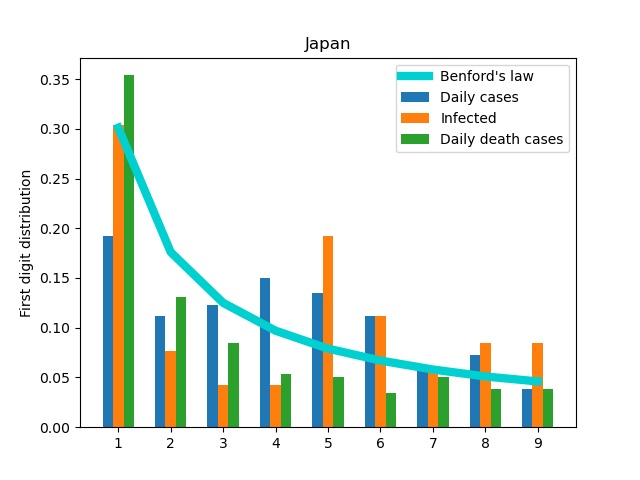 Japan
Benford's law
Daily cases
Infected
Daily death cases
First digit distribution
0.35
0.30
0.25
0.20
0.15
0.10
0.05
0.00
1 2 3 4 5 6 7 8 9